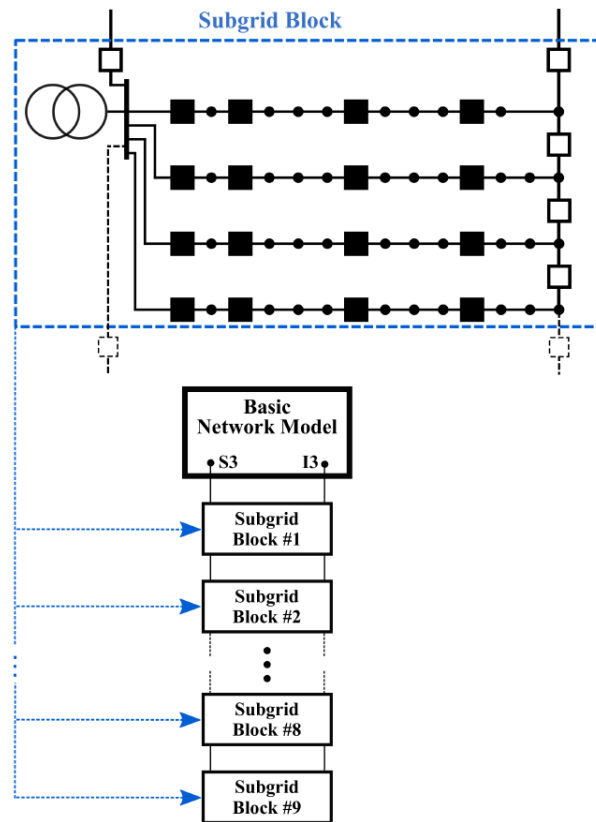 Subgrid Block
Basic
Network Model
S3 I3
Subgrid
Block #1
Subgrid
Block #2
Subgrid
Block #8
Subgrid
Block #9